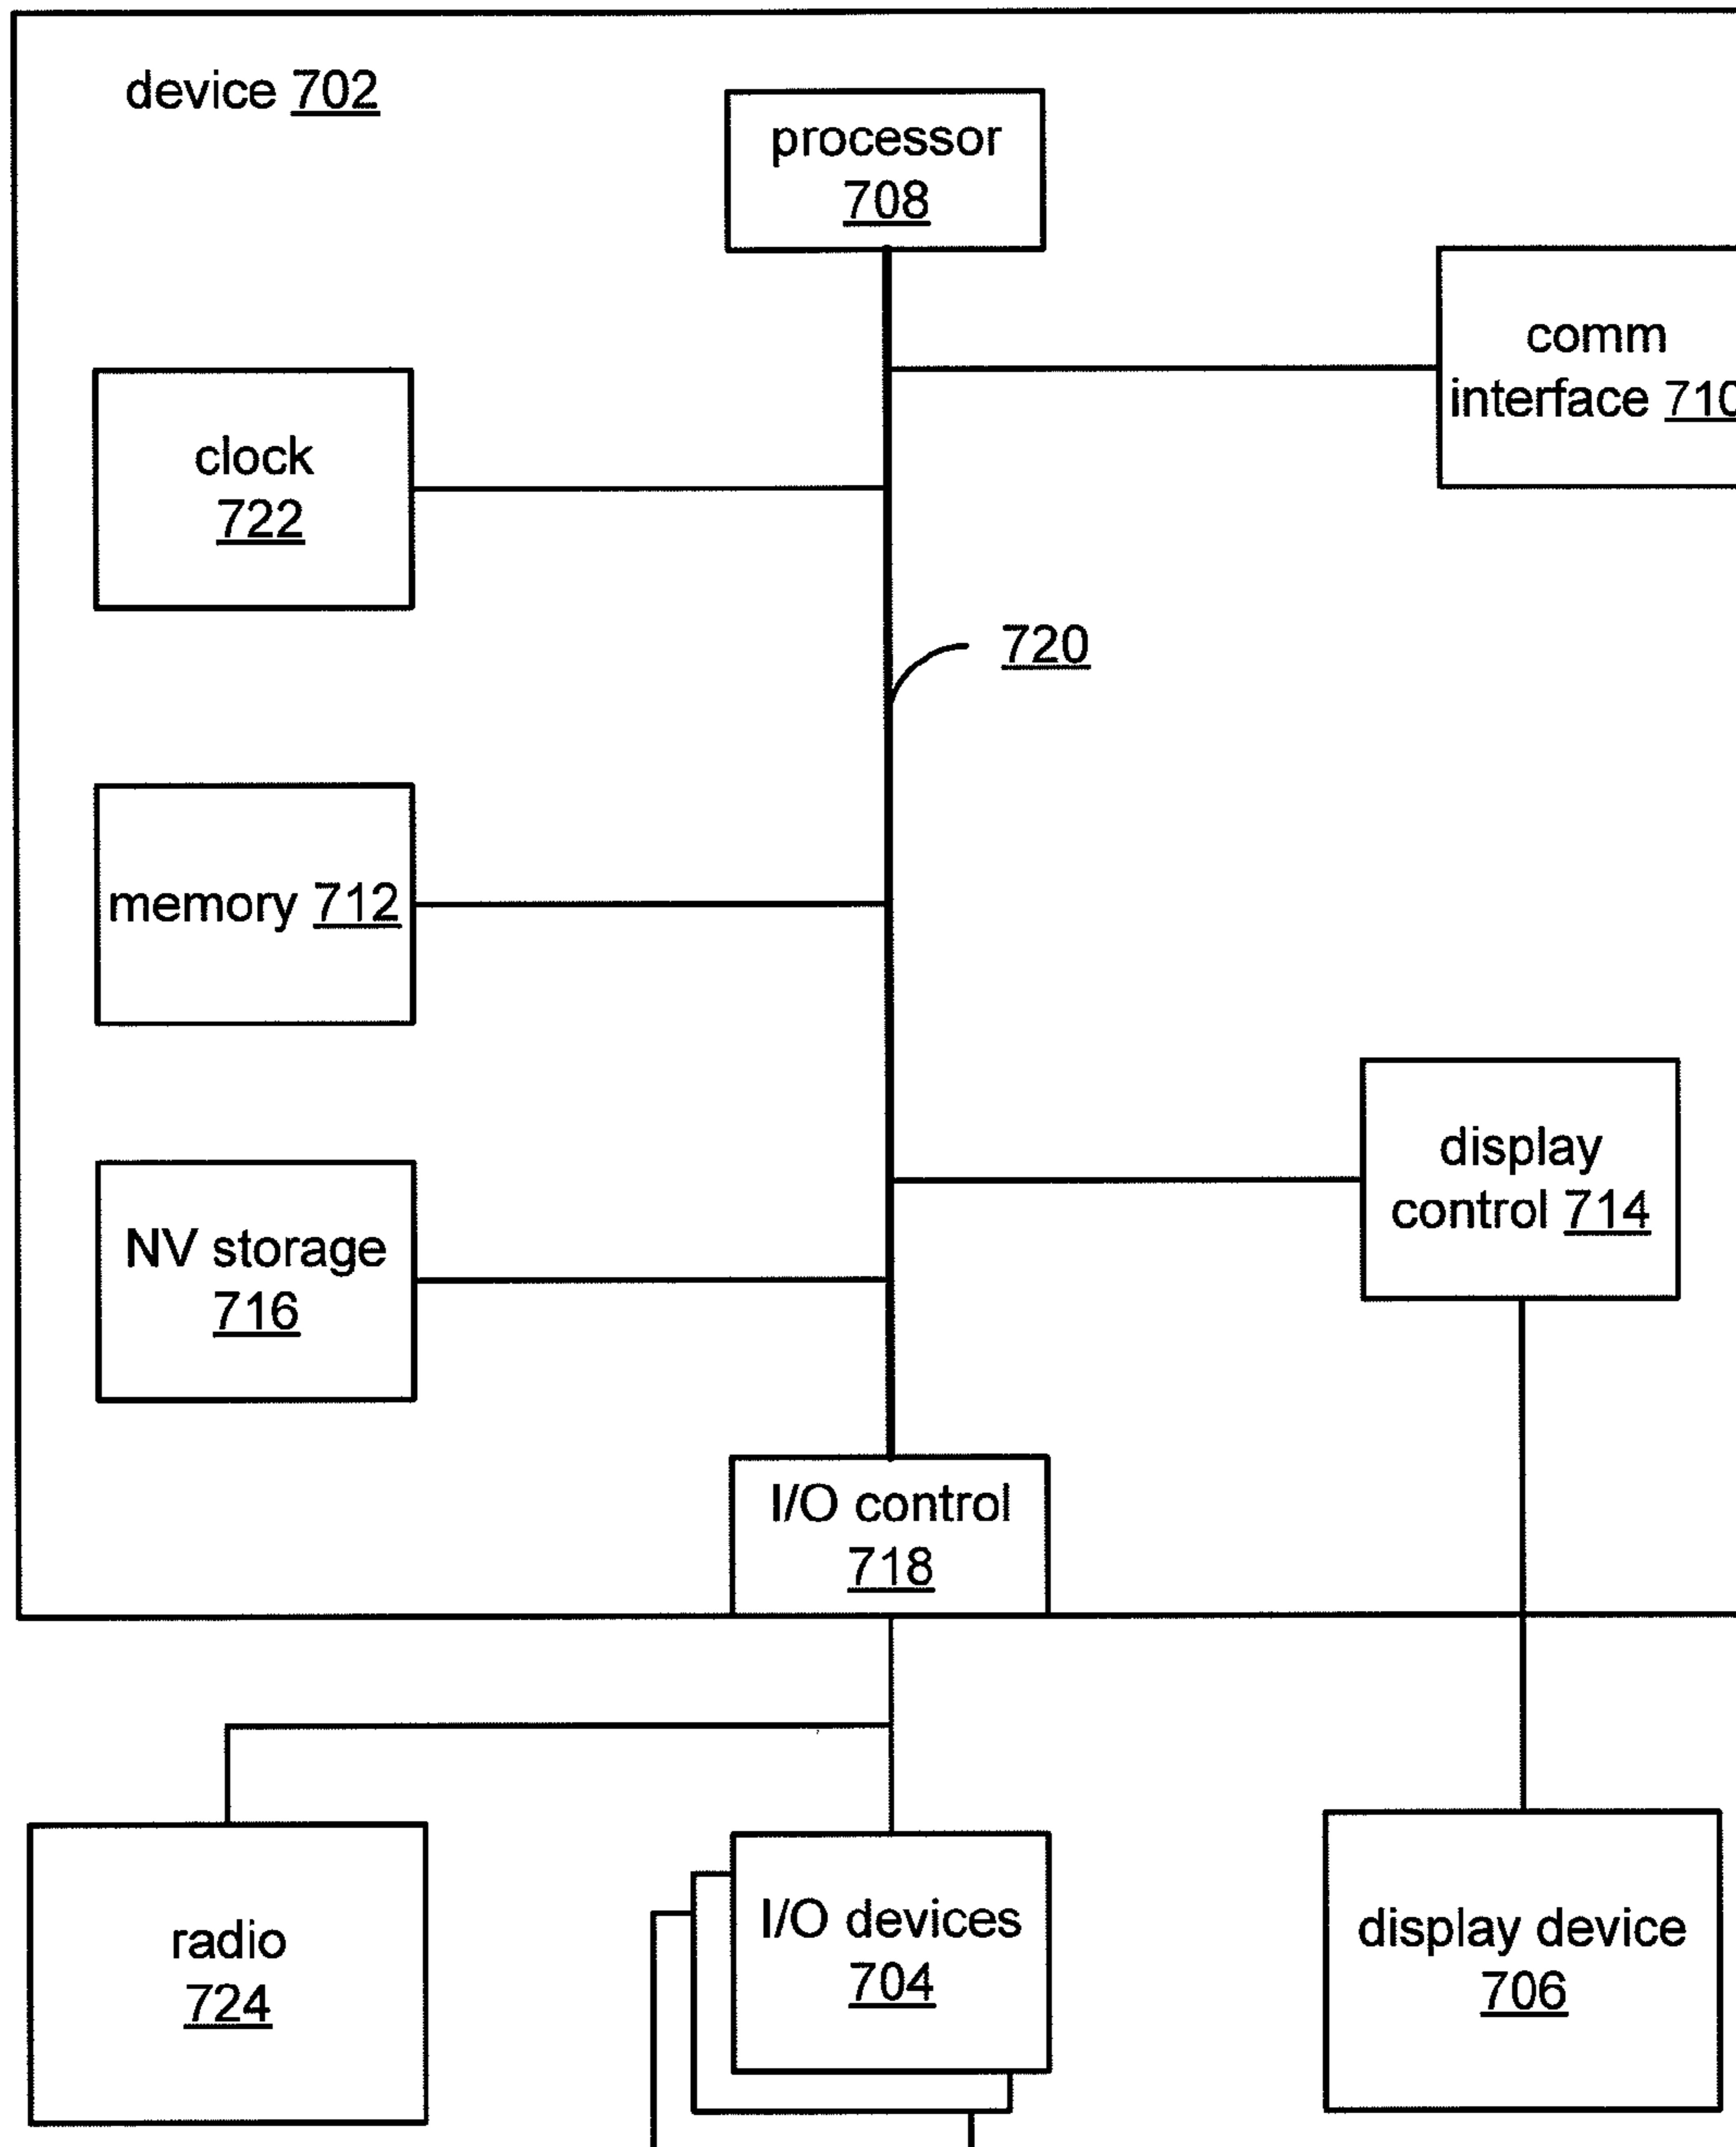 device 702
processor
708
comm
interface 710
clock
722
720
memory 712
display
control 714
NV storage
716
I/O control
718
radio
724
I/O devices
704
display device
706